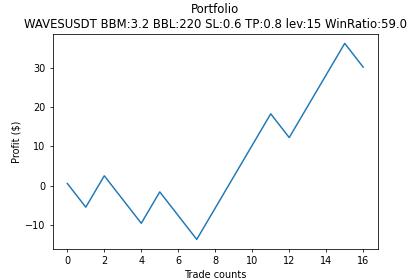 Portfolio
WAVESUSDT BBM:3.2 BBL:220 SL:0.6 TP:0.8 lev:15 WinRatio:59.0
30
20
10
0
−10
Profit ($)
0 2 4 6 8 10 12 14 16
Trade counts